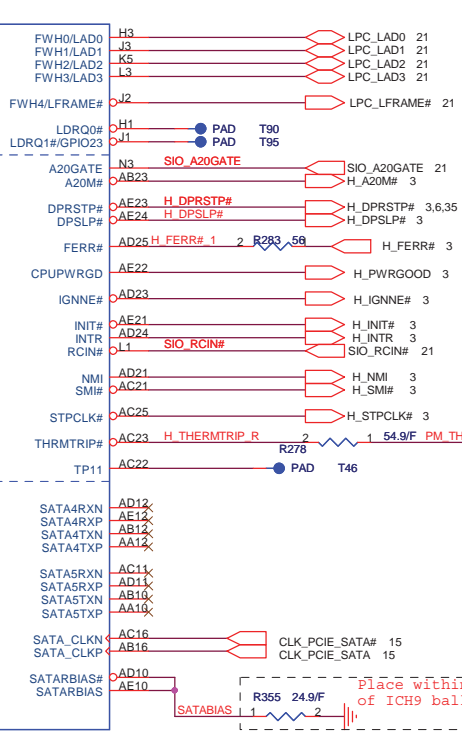 FWH0/LAD0 H3 LPC_LAD0 21
FWH1/LAD1 J3 LPC_LAD1 21
FWH2/LAD2 K5 LPC_LAD2 21
FWH3/LAD3 L3 LPC_LAD3 21
FWH4/LFRAME# J2 LPC_LFRAME# 21
LDRQ0# H1 PAD T90
LDRQ1#/GPIO23 J1 PAD T95
A20GATE N3 SIO_A20GATE SIO_A20GATE 21
A20M# AB23 H_A20M# 3
DPRSTP# AE23 H_DPRSTP# H_DPRSTP# 3,6,35
DPSLP# AE24 H_DPSLP# H_DPSLP# 3
FERR# AD25 H_FERR#_1 2 R283 56 H_FERR# 3
CPUPWRGD AE22 H_PWRGOOD 3
IGNNE# AD23 H_IGNNE# 3
INIT# AE21 H_INIT# 3
INTR AD24 H_INTR 3
RCIN# L1 SIO_RCIN# SIO_RCIN# 21
NMI AD21 H_NMI 3
SMI# AC21 H_SMI# 3
STPCLK# AC25 H_STPCLK# 3
THRMTRIP# AC23 H_THERMTRIP_R 2 1 54.9/F PM_TH
R278
TP11 AC22 PAD T46
SATA4RXN AD12
SATA4RXP AE12
SATA4TXN AB12
SATA4TXP AA12
SATA5RXN AC11
SATA5RXP AD11
SATA5TXN AB10
SATA5TXP AA10
SATA_CLKN AC16 CLK_PCIE_SATA# 15
SATA_CLKP AB16 CLK_PCIE_SATA 15
SATARBIAS# AD10
SATARBIAS AE10
Place within
of ICH9 ball
R355 24.9/F
SATABIAS 1 2